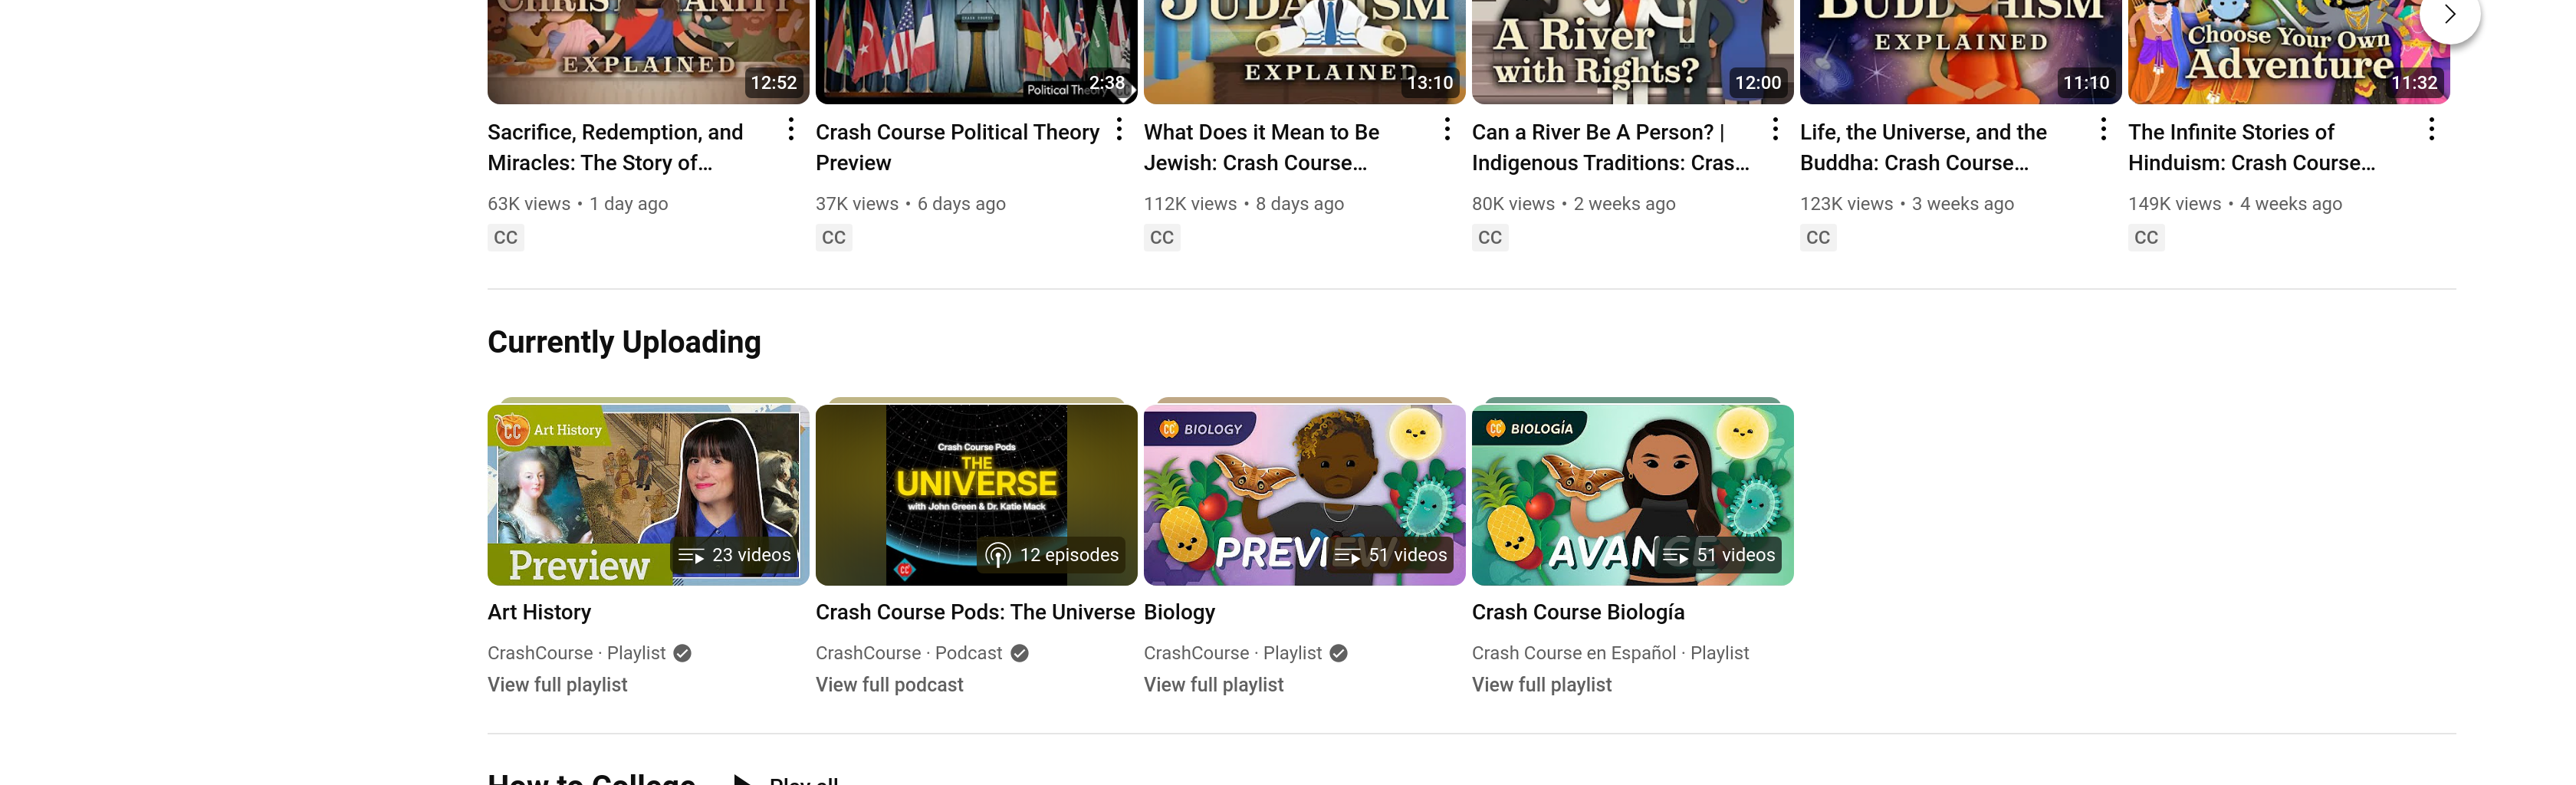 CHRISTIANITY
EXPLAINED
12:52
Political Theory
2:38
JUDAISM
EXPLAINED
13:10
A River
with Rights?
12:00
BUDDHISM
EXPLAINED
11:10
Choose Your Own
Adventure
11:32
Sacrifice, Redemption, and
Miracles: The Story of…
63K views • 1 day ago
CC
Crash Course Political Theory
Preview
37K views • 6 days ago
CC
What Does it Mean to Be
Jewish: Crash Course…
112K views • 8 days ago
CC
Can a River Be A Person? |
Indigenous Traditions: Cras…
80K views • 2 weeks ago
CC
Life, the Universe, and the
Buddha: Crash Course…
123K views • 3 weeks ago
CC
The Infinite Stories of
Hinduism: Crash Course…
149K views • 4 weeks ago
CC
Currently Uploading
CC Art History
Preview
23 videos
Crash Course Pods
THE
UNIVERSE
with John Green & Dr. Katie Mack
CC
12 episodes
CC BIOLOGY
PREVIEW
51 videos
CC BIOLOGÍA
AVANCE
51 videos
Art History
CrashCourse · Playlist
View full playlist
Crash Course Pods: The Universe
CrashCourse · Podcast
View full podcast
Biology
CrashCourse · Playlist
View full playlist
Crash Course Biología
Crash Course en Español · Playlist
View full playlist
How to College
Play all